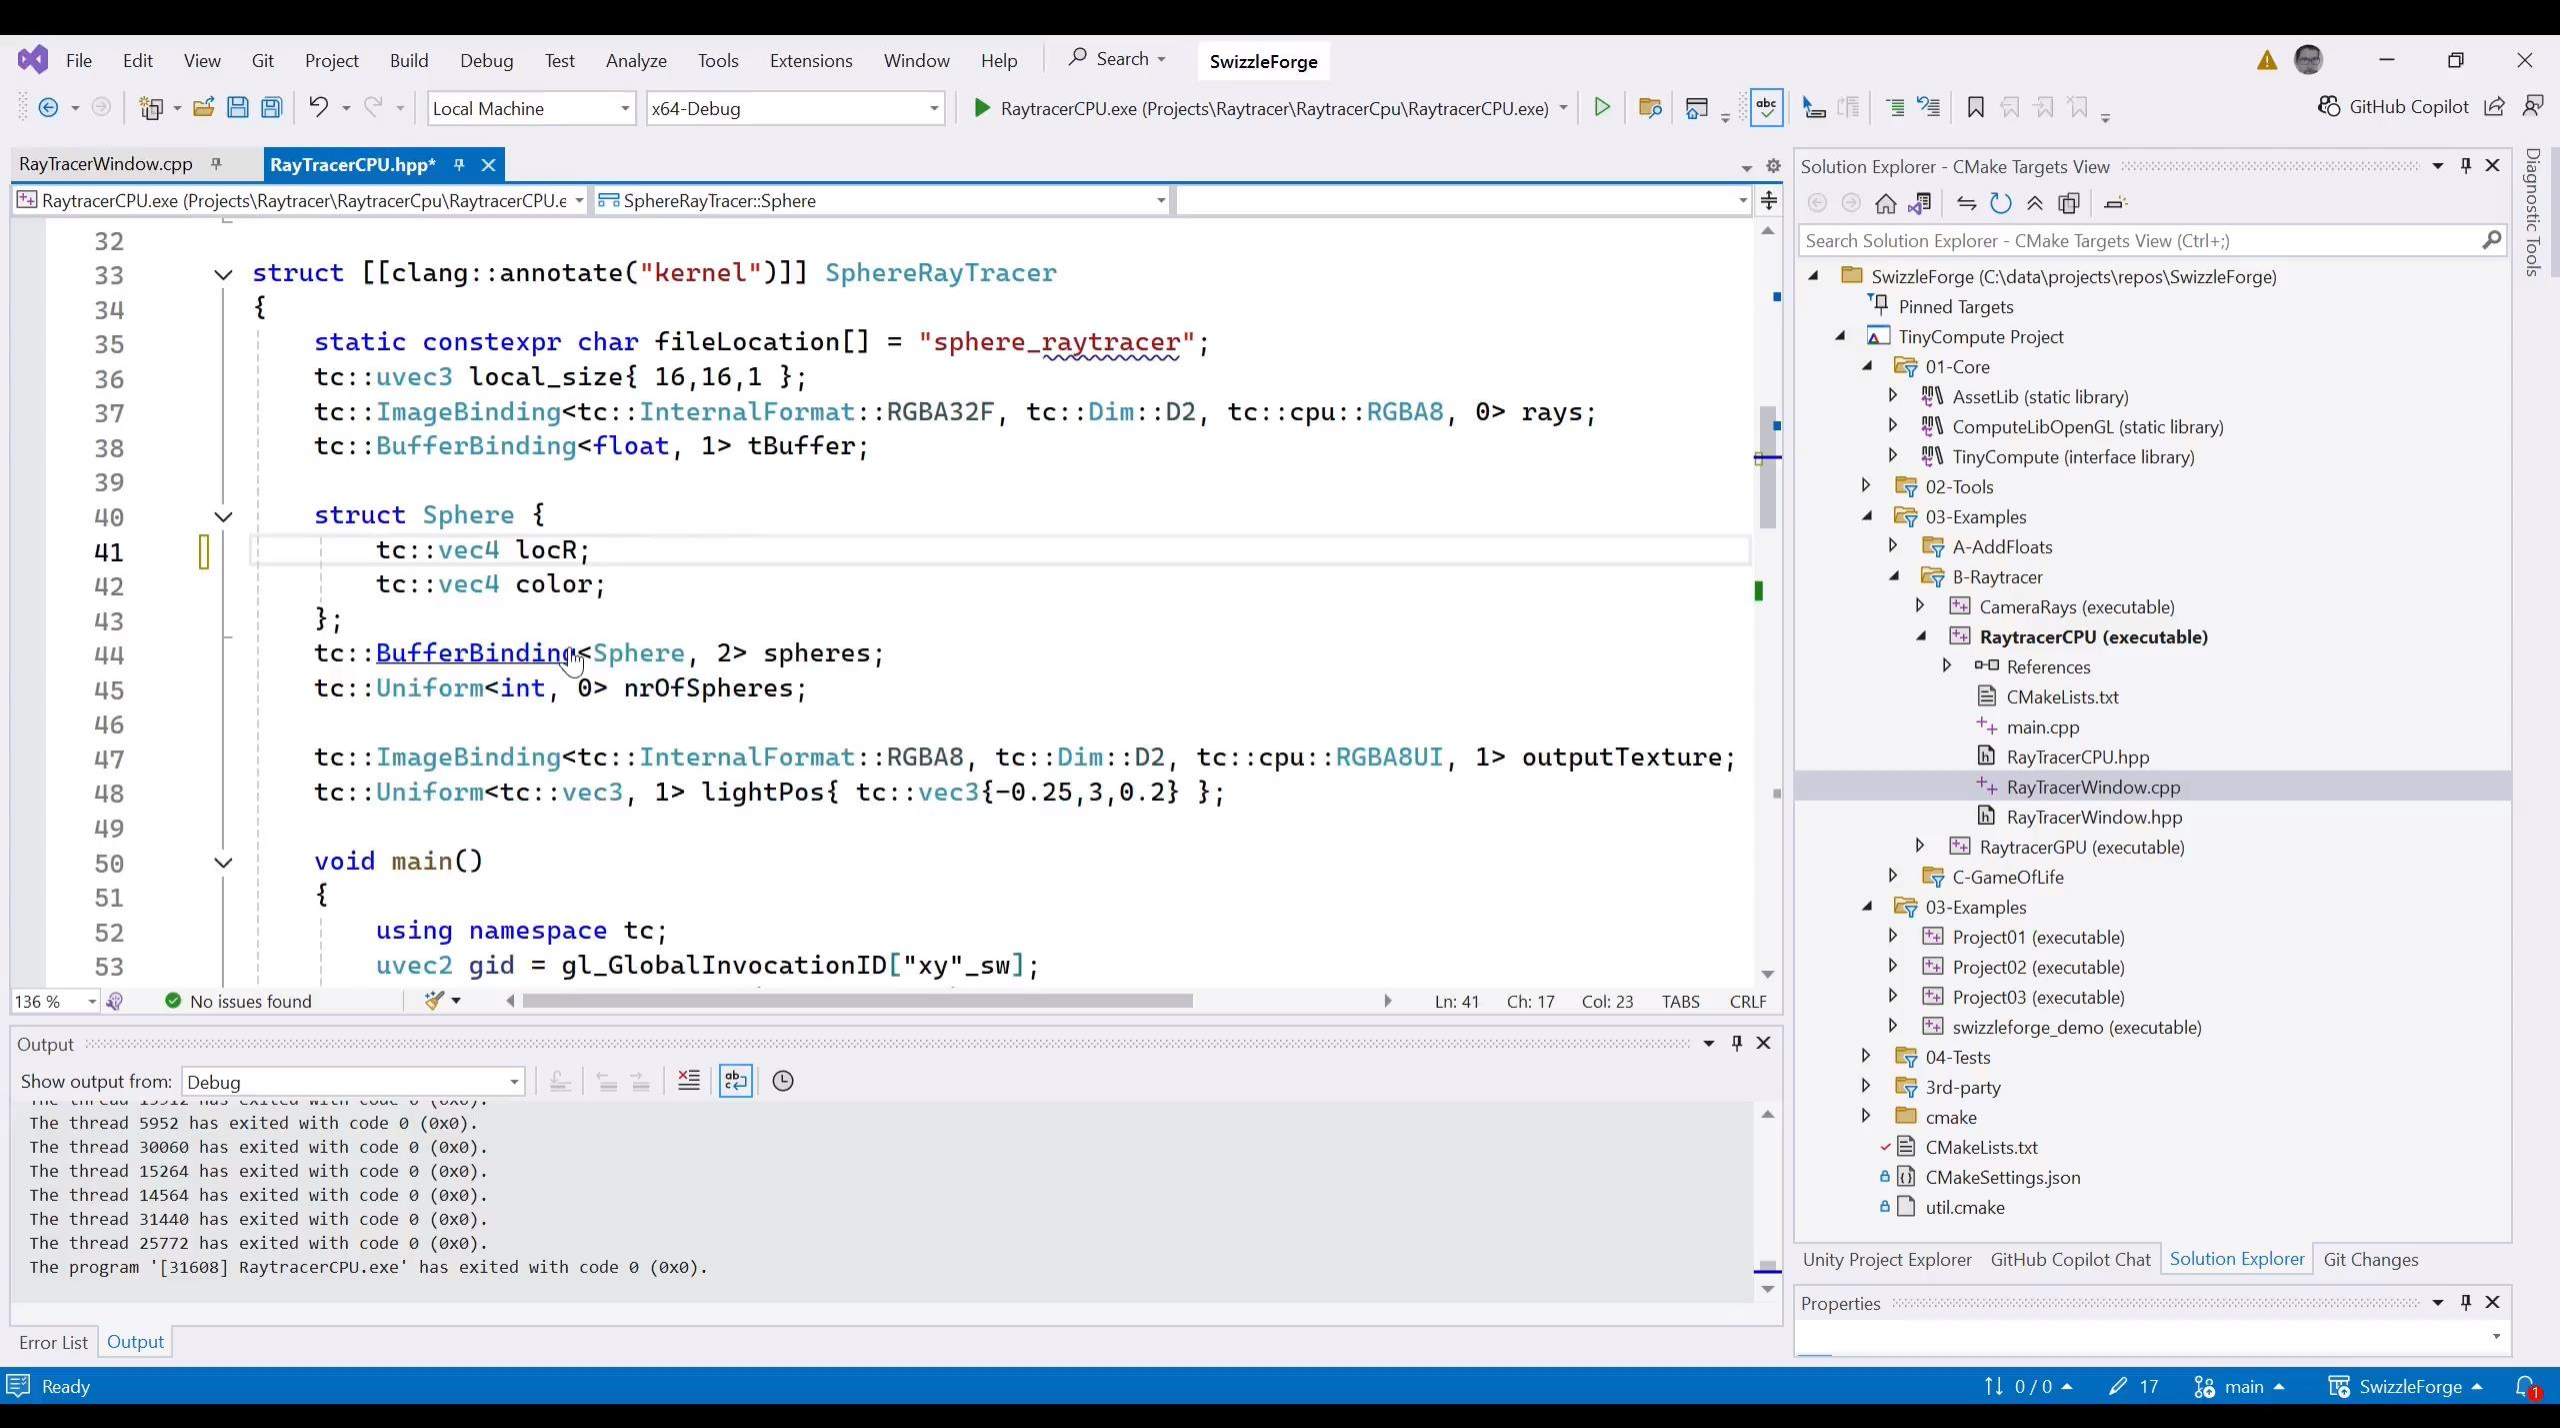 File Edit View Git Project Build Debug Test Analyze Tools Extensions Window Help Search SwizzleForge
Local Machine x64-Debug RaytracerCPU.exe (Projects\Raytracer\RaytracerCpu\RaytracerCPU.exe) abc GitHub Copilot
RayTracerWindow.cpp RayTracerCPU.hpp*
RaytracerCPU.exe (Projects\Raytracer\RaytracerCpu\RaytracerCPU.e SphereRayTracer::Sphere
32
33 struct [[clang::annotate("kernel")]] SphereRayTracer
34 {
35 static constexpr char fileLocation[] = "sphere_raytracer";
36 tc::uvec3 local_size{ 16,16,1 };
37 tc::ImageBinding<tc::InternalFormat::RGBA32F, tc::Dim::D2, tc::cpu::RGBA8, 0> rays;
38 tc::BufferBinding<float, 1> tBuffer;
39
40 struct Sphere {
41 tc::vec4 locR;
42 tc::vec4 color;
43 };
44 tc::BufferBinding<Sphere, 2> spheres;
45 tc::Uniform<int, 0> nrOfSpheres;
46
47 tc::ImageBinding<tc::InternalFormat::RGBA8, tc::Dim::D2, tc::cpu::RGBA8UI, 1> outputTexture;
48 tc::Uniform<tc::vec3, 1> lightPos{ tc::vec3{-0.25,3,0.2} };
49
50 void main()
51 {
52 using namespace tc;
53 uvec2 gid = gl_GlobalInvocationID["xy"_sw];
136 % No issues found Ln: 41 Ch: 17 Col: 23 TABS CRLF
Output
Show output from: Debug
The thread 5952 has exited with code 0 (0x0).
The thread 30060 has exited with code 0 (0x0).
The thread 15264 has exited with code 0 (0x0).
The thread 14564 has exited with code 0 (0x0).
The thread 31440 has exited with code 0 (0x0).
The thread 25772 has exited with code 0 (0x0).
The program '[31608] RaytracerCPU.exe' has exited with code 0 (0x0).
Error List Output
Solution Explorer - CMake Targets View
Search Solution Explorer - CMake Targets View (Ctrl+;)
SwizzleForge (C:\data\projects\repos\SwizzleForge)
Pinned Targets
TinyCompute Project
01-Core
AssetLib (static library)
ComputeLibOpenGL (static library)
TinyCompute (interface library)
02-Tools
03-Examples
A-AddFloats
B-Raytracer
CameraRays (executable)
RaytracerCPU (executable)
References
CMakeLists.txt
main.cpp
RayTracerCPU.hpp
RayTracerWindow.cpp
RayTracerWindow.hpp
RaytracerGPU (executable)
C-GameOfLife
03-Examples
Project01 (executable)
Project02 (executable)
Project03 (executable)
swizzleforge_demo (executable)
04-Tests
3rd-party
cmake
CMakeLists.txt
CMakeSettings.json
util.cmake
Unity Project Explorer GitHub Copilot Chat Solution Explorer Git Changes
Properties
Diagnostic Tools
Ready 0 / 0 17 main SwizzleForge 1